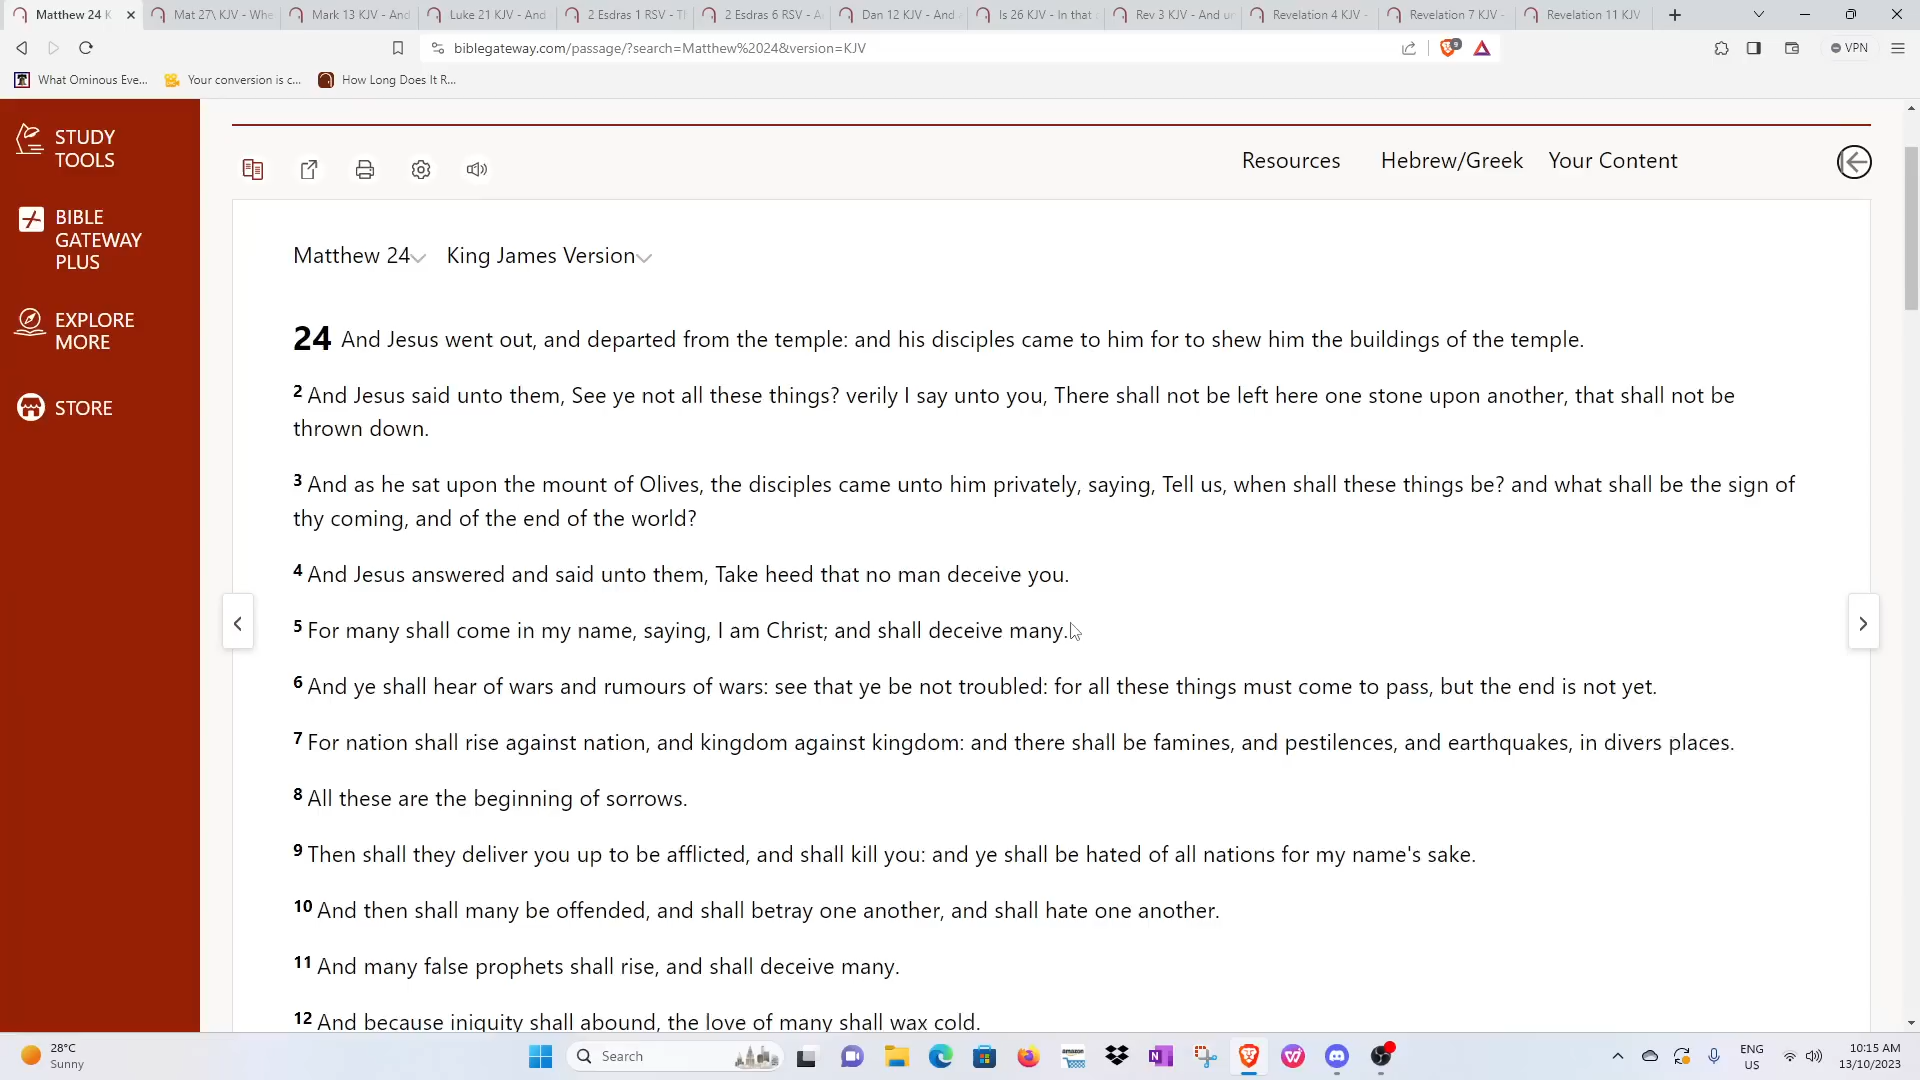 Matthew 24 K
Mat 27\ KJV - Whe
Mark 13 KJV - And
Luke 21 KJV - And
2 Esdras 1 RSV - T
2 Esdras 6 RSV - A
Dan 12 KJV - And
Is 26 KJV - In that
Rev 3 KJV - And u
Revelation 4 KJV -
Revelation 7 KJV -
Revelation 11 KJV
biblegateway.com/passage/?search=Matthew%2024&version=KJV
9
VPN
What Ominous Eve...
Your conversion is c...
How Long Does It R...
STUDY
TOOLS
BIBLE
GATEWAY
PLUS
EXPLORE
MORE
STORE
Resources
Hebrew/Greek
Your Content
Matthew 24
King James Version
24 And Jesus went out, and departed from the temple: and his disciples came to him for to shew him the buildings of the temple.
2 And Jesus said unto them, See ye not all these things? verily I say unto you, There shall not be left here one stone upon another, that shall not be
thrown down.
3 And as he sat upon the mount of Olives, the disciples came unto him privately, saying, Tell us, when shall these things be? and what shall be the sign of
thy coming, and of the end of the world?
4 And Jesus answered and said unto them, Take heed that no man deceive you.
5 For many shall come in my name, saying, I am Christ; and shall deceive many.
6 And ye shall hear of wars and rumours of wars: see that ye be not troubled: for all these things must come to pass, but the end is not yet.
7 For nation shall rise against nation, and kingdom against kingdom: and there shall be famines, and pestilences, and earthquakes, in divers places.
8 All these are the beginning of sorrows.
9 Then shall they deliver you up to be afflicted, and shall kill you: and ye shall be hated of all nations for my name's sake.
10 And then shall many be offended, and shall betray one another, and shall hate one another.
11 And many false prophets shall rise, and shall deceive many.
12 And because iniquity shall abound, the love of many shall wax cold.
28°C
Sunny
Search
amazon
ENG
US
10:15 AM
13/10/2023